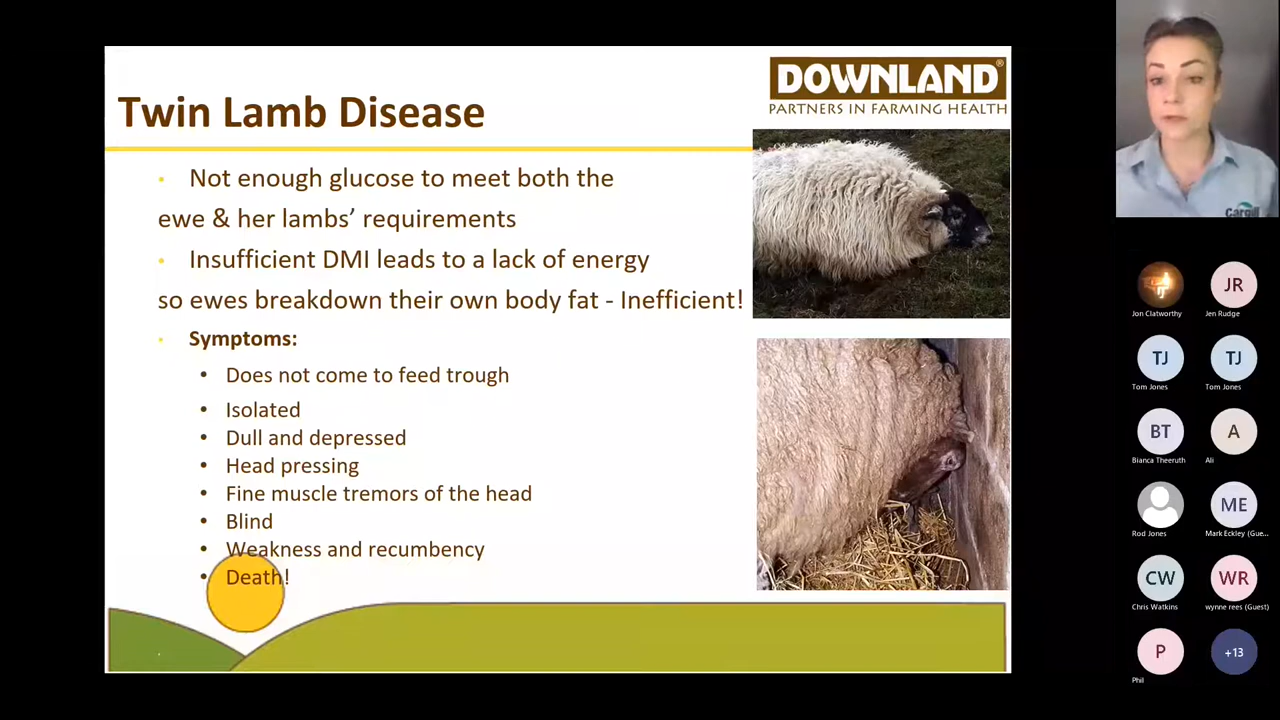 Twin Lamb Disease
DOWNLAND®
PARTNERS IN FARMING HEALTH
• Not enough glucose to meet both the
ewe & her lambs’ requirements
• Insufficient DMI leads to a lack of energy
so ewes breakdown their own body fat - Inefficient!
• Symptoms:
• Does not come to feed trough
• Isolated
• Dull and depressed
• Head pressing
• Fine muscle tremors of the head
• Blind
• Weakness and recumbency
• Death!
Cargill
JR
Jon Clatworthy
Jen Rudge
TJ
TJ
Tom Jones
Tom Jones
BT
A
Bianca Theeruth
Ali
ME
Rod Jones
Mark Eckley (Gue...
CW
WR
Chris Watkins
wynne rees (Guest)
P
+13
Phil